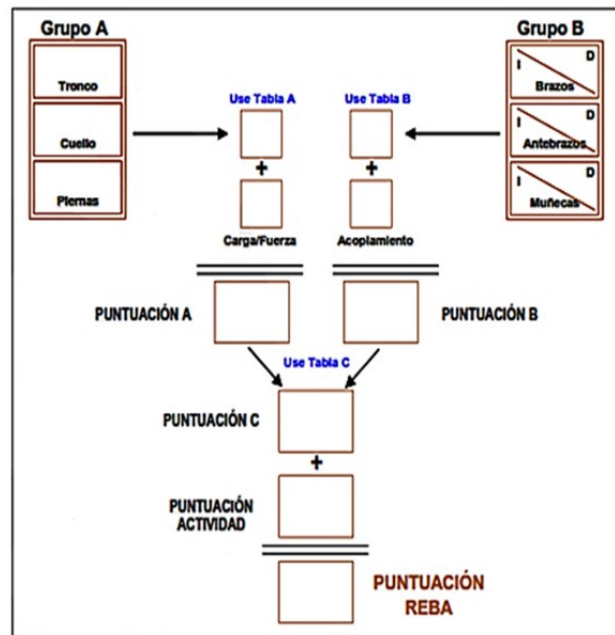 Grupo A
Grupo B
Tronco
Cuello
Piernas
I
D
Brazos
I
D
Antebrazos
I
D
Muñecas
Use Tabla A
Use Tabla B
+
+
Carga/Fuerza
Acoplamiento
PUNTUACIÓN A
PUNTUACIÓN B
Use Tabla C
PUNTUACIÓN C
+
PUNTUACIÓN
ACTIVIDAD
PUNTUACIÓN
REBA